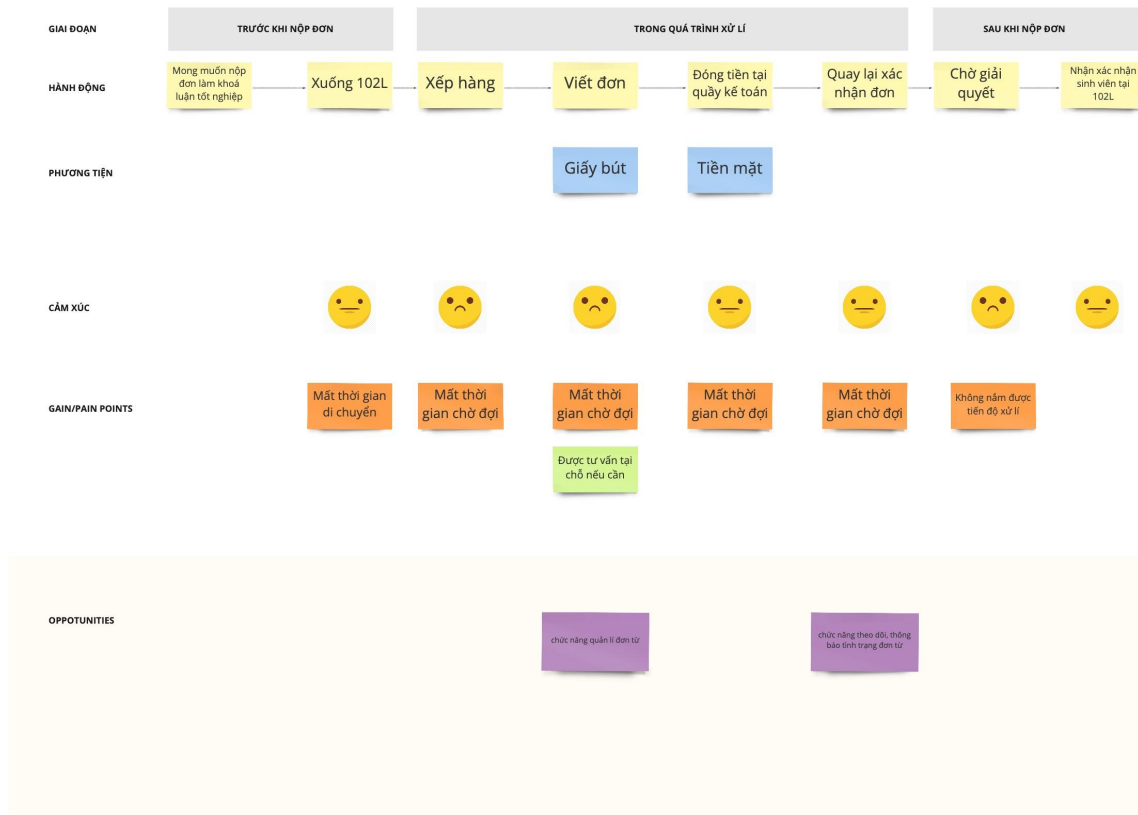 GIAI ĐOẠN
TRƯỚC KHI NỘP ĐƠN
TRONG QUÁ TRÌNH XỬ LÍ
SAU KHI NỘP ĐƠN
HÀNH ĐỘNG
Mong muốn nộp
đơn làm khoá
luận tốt nghiệp
Xuống 102L
Xếp hàng
Viết đơn
Đóng tiền tại
quầy kế toán
Quay lại xác
nhận đơn
Chờ giải
quyết
Nhận xác nhận
sinh viên tại
102L
PHƯƠNG TIỆN
Giấy bút
Tiền mặt
CẢM XÚC
GAIN/PAIN POINTS
Mất thời gian
di chuyển
Mất thời
gian chờ đợi
Mất thời
gian chờ đợi
Mất thời
gian chờ đợi
Mất thời
gian chờ đợi
Không nắm được
tiến độ xử lí
Được tư vấn tại
chỗ nếu cần
OPPOTUNITIES
chức năng quản lí đơn từ
chức năng theo dõi, thông
báo tình trạng đơn từ